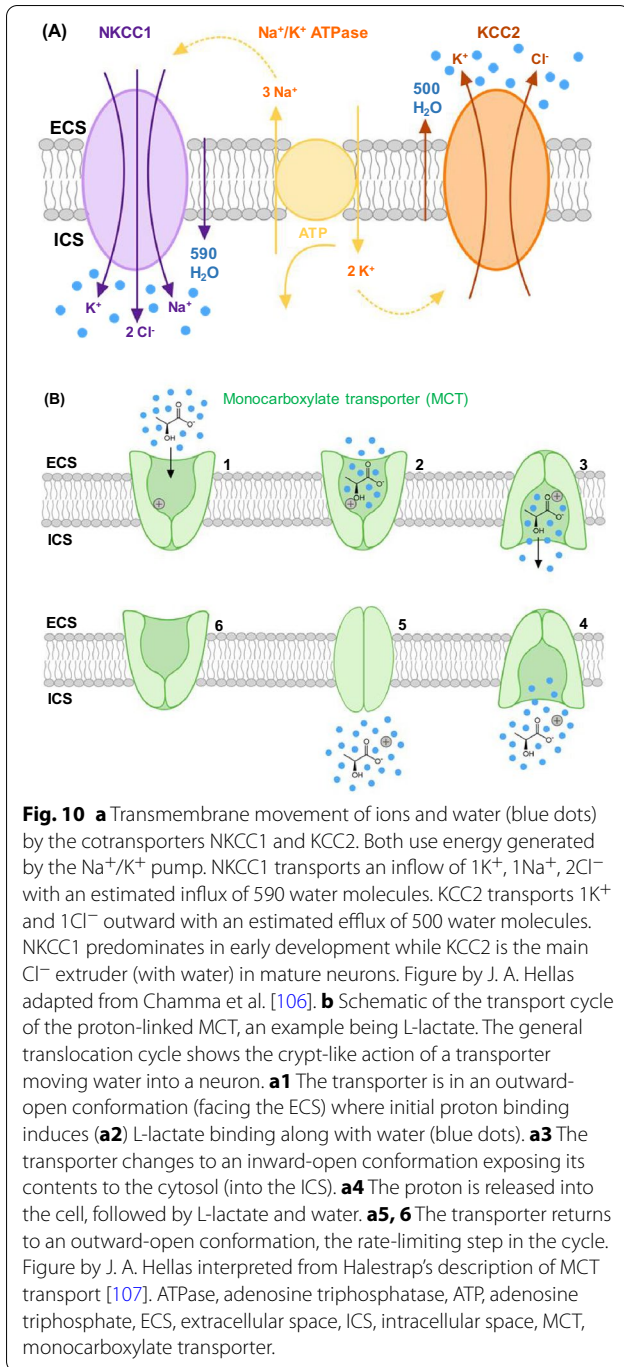 (A)
NKCC1
Na⁺/K⁺ ATPase
KCC2
K⁺
Cl⁻
3 Na⁺
500
H₂O
ECS
ICS
ATP
590
H₂O
2 K⁺
K⁺
Na⁺
2 Cl⁻
(B)
Monocarboxylate transporter (MCT)
O
O⁻
OH
ECS
1
2
3
O
O⁻
OH
O
O⁻
OH
ICS
ECS
6
5
4
ICS
O
O⁻
OH
O
O⁻
OH
Fig. 10 a Transmembrane movement of ions and water (blue dots)
by the cotransporters NKCC1 and KCC2. Both use energy generated
by the Na⁺/K⁺ pump. NKCC1 transports an inflow of 1K⁺, 1Na⁺, 2Cl⁻
with an estimated influx of 590 water molecules. KCC2 transports 1K⁺
and 1Cl⁻ outward with an estimated efflux of 500 water molecules.
NKCC1 predominates in early development while KCC2 is the main
Cl⁻ extruder (with water) in mature neurons. Figure by J. A. Hellas
adapted from Chamma et al. [106]. b Schematic of the transport cycle
of the proton-linked MCT, an example being L-lactate. The general
translocation cycle shows the crypt-like action of a transporter
moving water into a neuron. a1 The transporter is in an outward-
open conformation (facing the ECS) where initial proton binding
induces (a2) L-lactate binding along with water (blue dots). a3 The
transporter changes to an inward-open conformation exposing its
contents to the cytosol (into the ICS). a4 The proton is released into
the cell, followed by L-lactate and water. a5, 6 The transporter returns
to an outward-open conformation, the rate-limiting step in the cycle.
Figure by J. A. Hellas interpreted from Halestrap's description of MCT
transport [107]. ATPase, adenosine triphosphatase, ATP, adenosine
triphosphate, ECS, extracellular space, ICS, intracellular space, MCT,
monocarboxylate transporter.